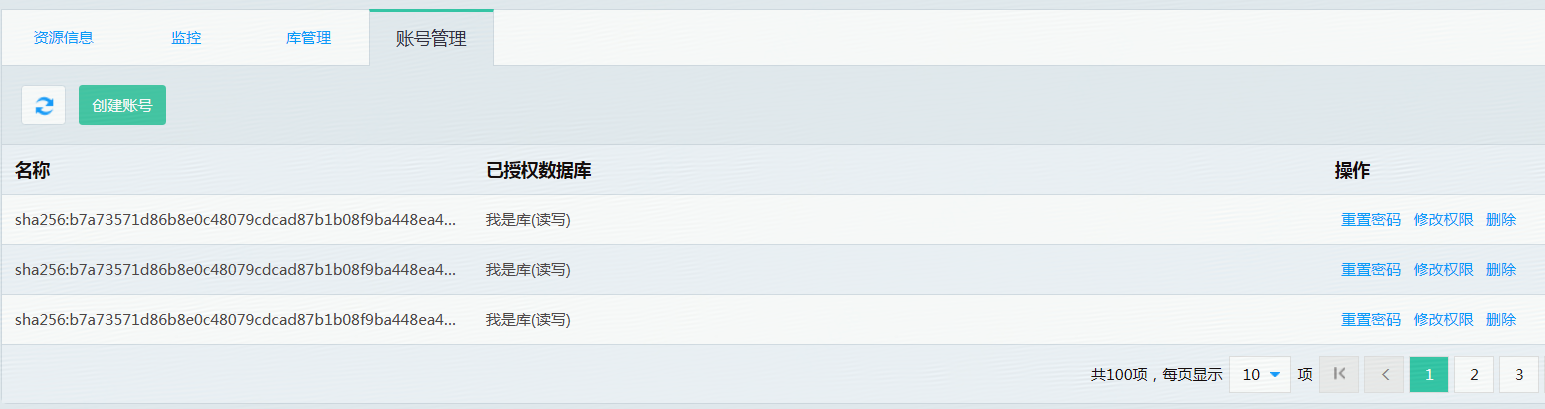 资源信息 监控 库管理 账号管理
创建账号
名称 已授权数据库 操作
sha256:b7a73571d86b8e0c48079cdcad87b1b08f9ba448ea4... 我是库(读写) 重置密码 修改权限 删除
sha256:b7a73571d86b8e0c48079cdcad87b1b08f9ba448ea4... 我是库(读写) 重置密码 修改权限 删除
sha256:b7a73571d86b8e0c48079cdcad87b1b08f9ba448ea4... 我是库(读写) 重置密码 修改权限 删除
共100项，每页显示 10 项 1 2 3